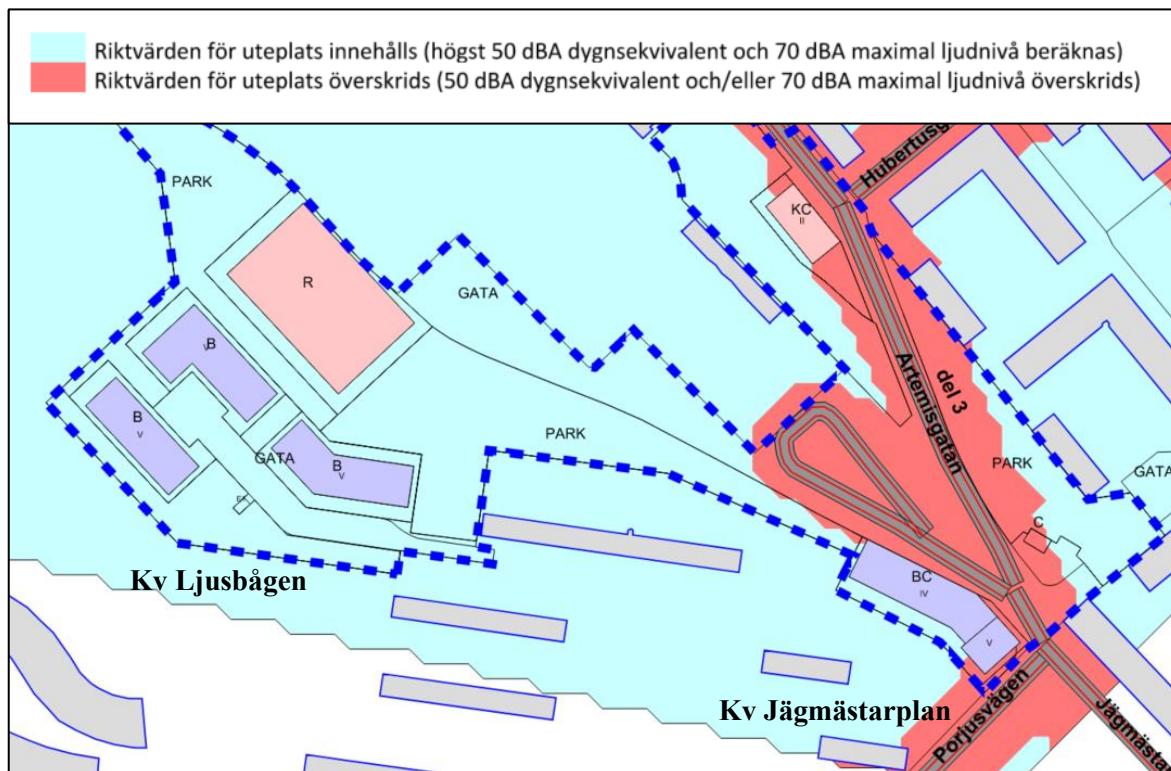 Riktvärden för uteplats innehålls (högst 50 dBA dygnsekvivalent och 70 dBA maximal ljudnivå beräknas)
Riktvärden för uteplats överskrids (50 dBA dygnsekvivalent och/eller 70 dBA maximal ljudnivå överskrids)
Hubertusg
PARK
KC
II
R
GATA
B
V
B
V
Artemisgatan
del 3
PARK
PARK
GATA
GATA
B
V
C
Kv Ljusbågen
BC
IV
V
Kv Jägmästarplan
Porjusvägen
Jägmästa